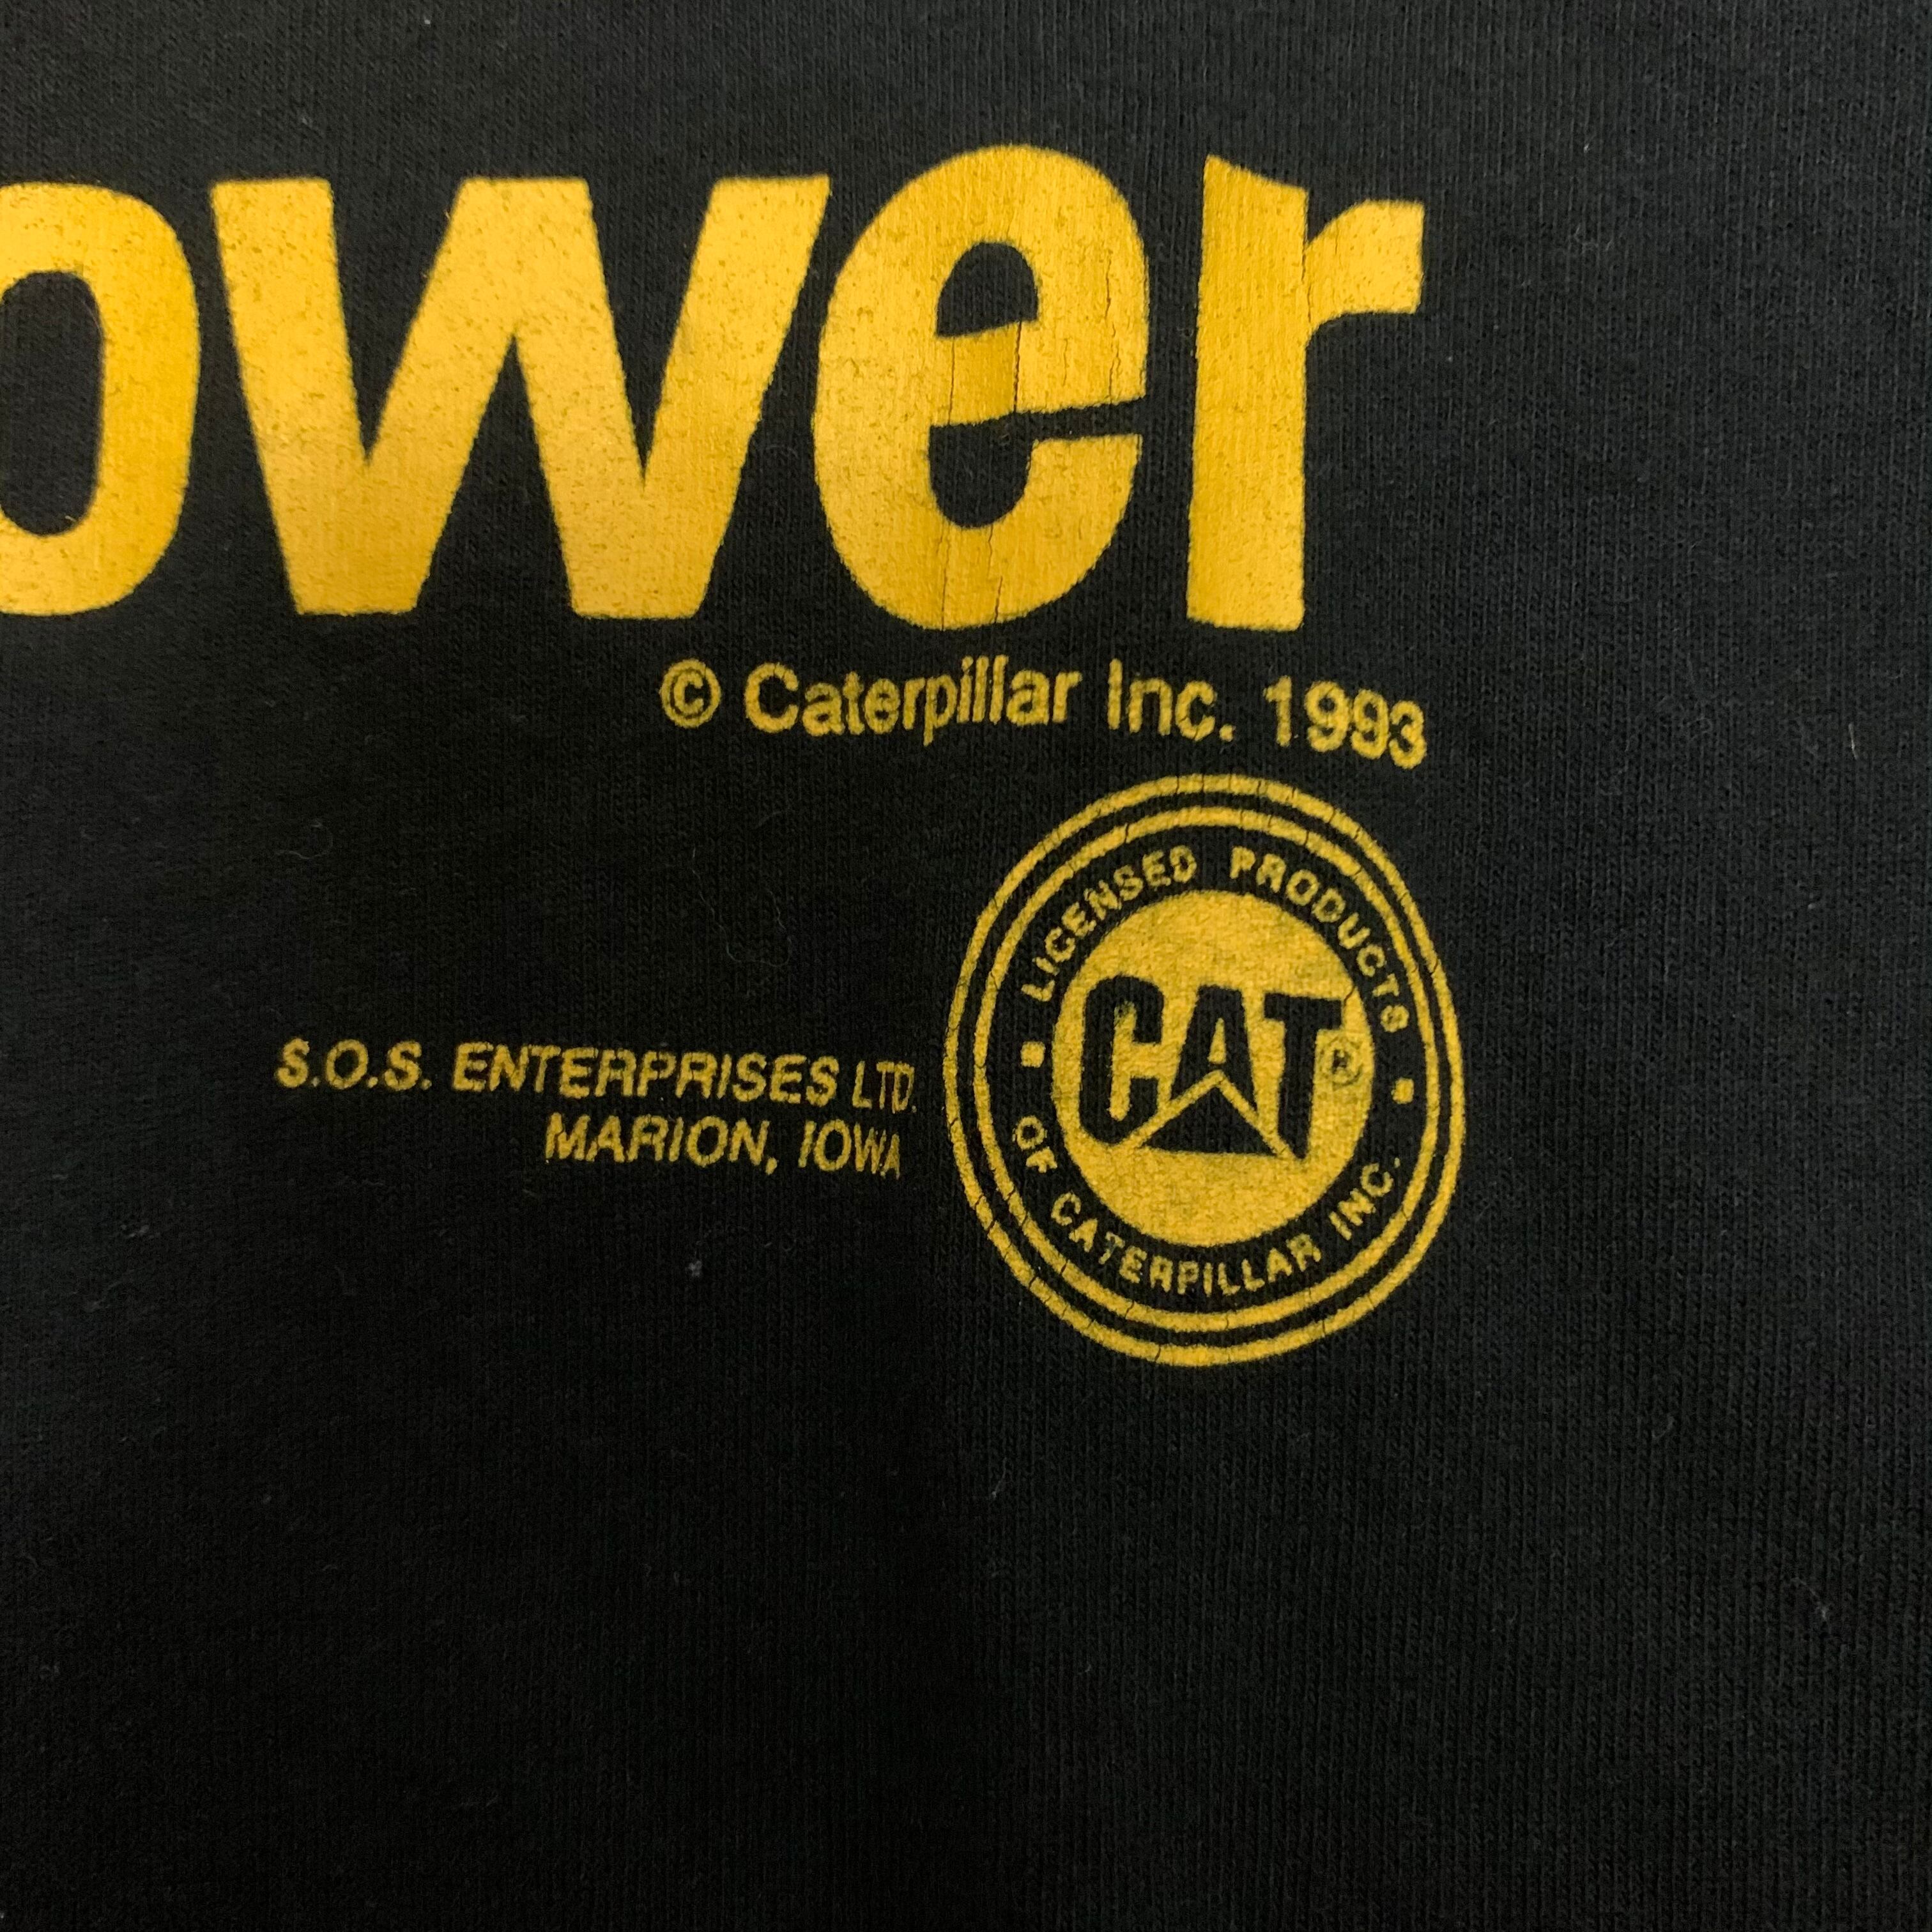 ower
© Caterpillar Inc. 1993
LICENSED PRODUCTS
CAT®
OF CATERPILLAR INC.
S.O.S. ENTERPRISES LTD.
MARION, IOWA